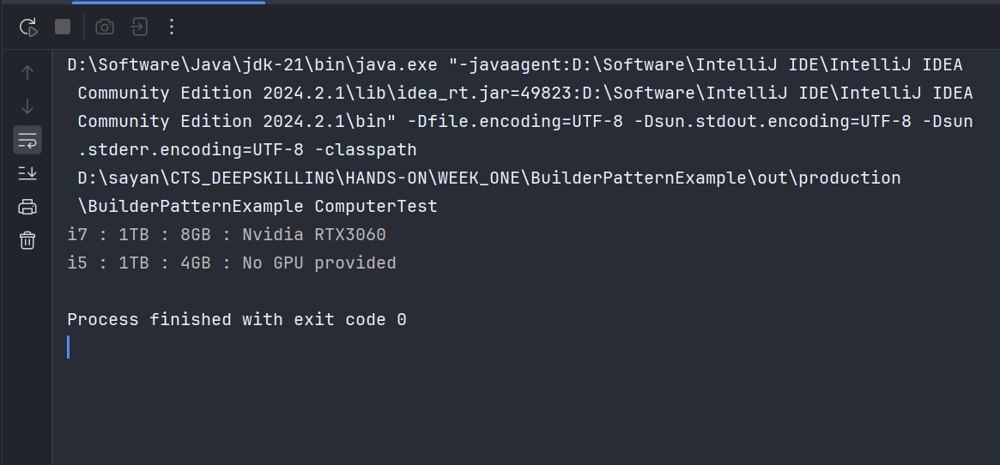 D:\Software\Java\jdk-21\bin\java.exe "-javaagent:D:\Software\IntelliJ IDE\IntelliJ IDEA
Community Edition 2024.2.1\lib\idea_rt.jar=49823:D:\Software\IntelliJ IDE\IntelliJ IDEA
Community Edition 2024.2.1\bin" -Dfile.encoding=UTF-8 -Dsun.stdout.encoding=UTF-8 -Dsun
.stderr.encoding=UTF-8 -classpath
D:\sayan\CTS_DEEPSKILLING\HANDS-ON\WEEK_ONE\BuilderPatternExample\out\production
\BuilderPatternExample ComputerTest
i7 : 1TB : 8GB : Nvidia RTX3060
i5 : 1TB : 4GB : No GPU provided
Process finished with exit code 0